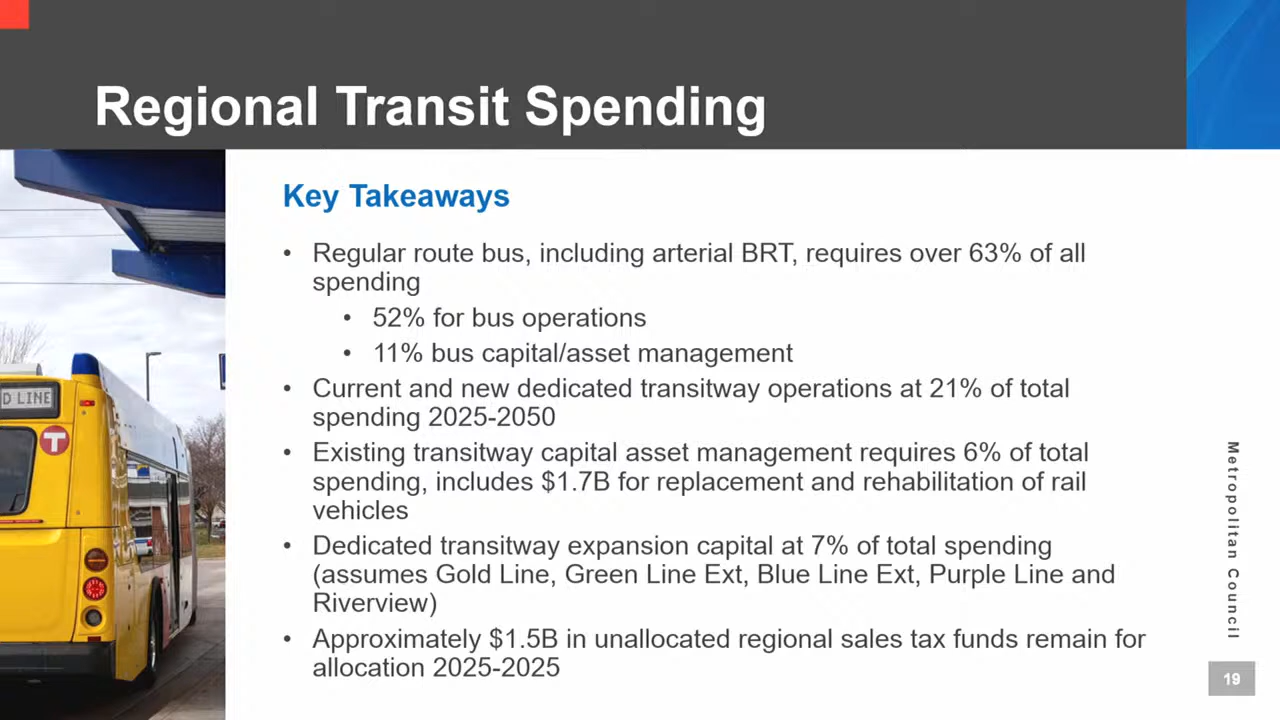 Regional Transit Spending
Key Takeaways
• Regular route bus, including arterial BRT, requires over 63% of all
spending
• 52% for bus operations
• 11% bus capital/asset management
• Current and new dedicated transitway operations at 21% of total
spending 2025-2050
• Existing transitway capital asset management requires 6% of total
spending, includes $1.7B for replacement and rehabilitation of rail
vehicles
• Dedicated transitway expansion capital at 7% of total spending
(assumes Gold Line, Green Line Ext, Blue Line Ext, Purple Line and
Riverview)
• Approximately $1.5B in unallocated regional sales tax funds remain for
allocation 2025-2025
D LINE
T
Metropolitan Council
19